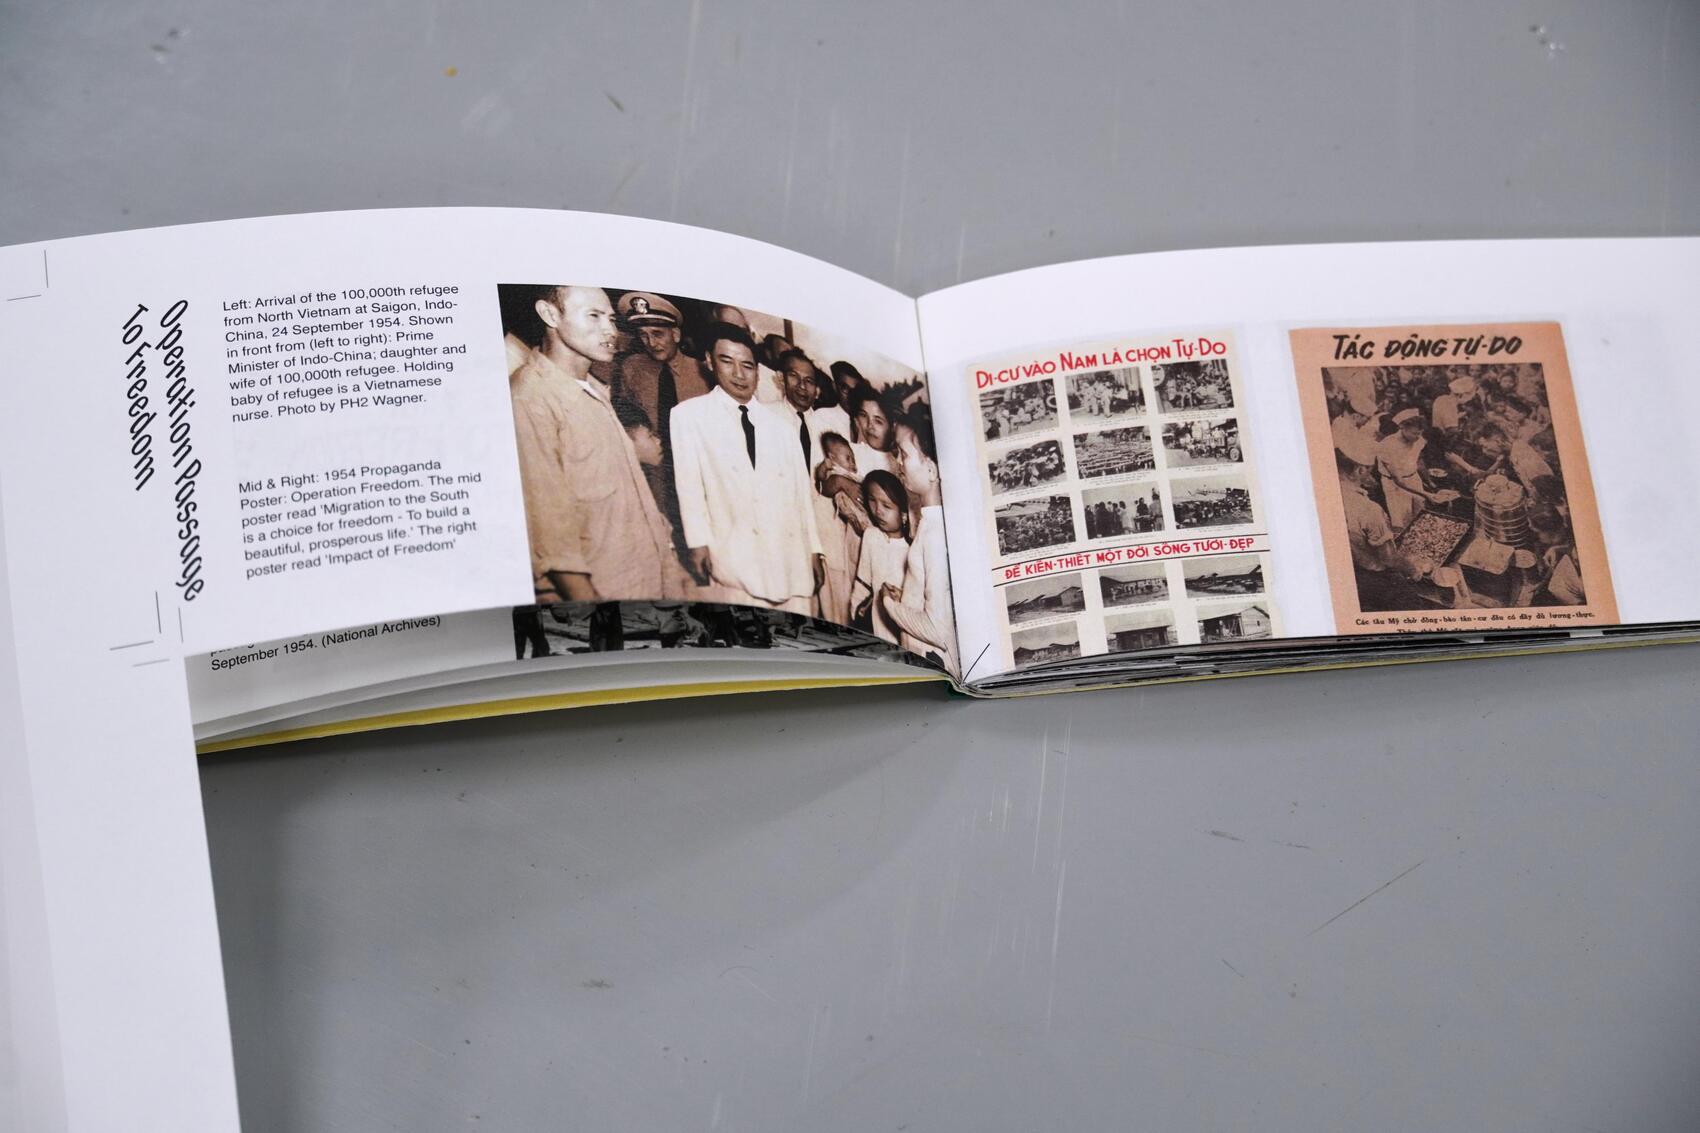 Operation Passage
To Freedom
Left: Arrival of the 100,000th refugee
from North Vietnam at Saigon, Indo-
China, 24 September 1954. Shown
in front from (left to right): Prime
Minister of Indo-China; daughter and
wife of 100,000th refugee. Holding
baby of refugee is a Vietnamese
nurse. Photo by PH2 Wagner.
Mid & Right: 1954 Propaganda
Poster: Operation Freedom. The mid
poster read 'Migration to the South
is a choice for freedom - To build a
beautiful, prosperous life.' The right
poster read 'Impact of Freedom'
September 1954. (National Archives)
DI-CƯ VÀO NAM LÀ CHỌN TỰ-DO
ĐỂ KIẾN-THIẾT MỘT ĐỜI SỐNG TƯƠI-ĐẸP
TÁC ĐỘNG TỰ-DO
Các tàu Mỹ chở đồng-bào tản-cư đều có đầy đủ lương-thực.